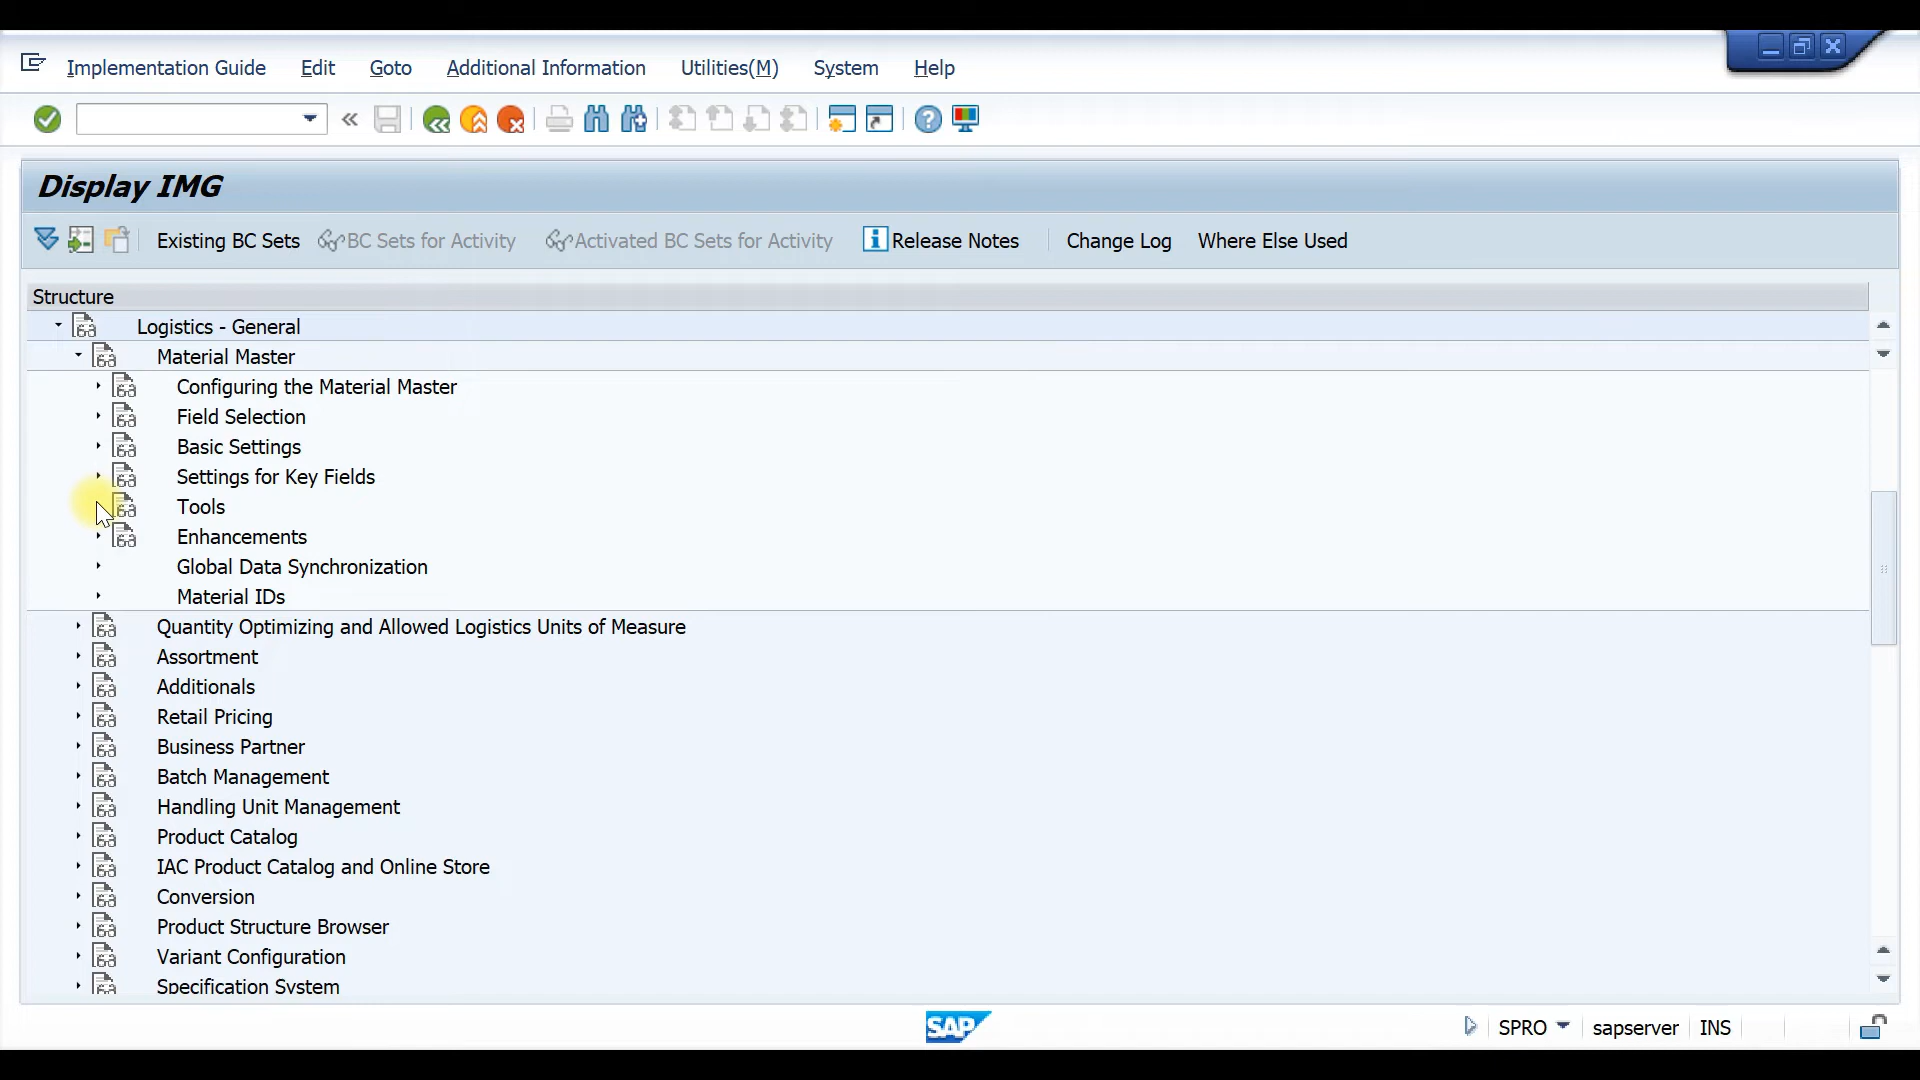 Implementation Guide Edit Goto Additional Information Utilities(M) System Help
Display IMG
Existing BC Sets BC Sets for Activity Activated BC Sets for Activity Release Notes Change Log Where Else Used
Structure
Logistics - General
Material Master
Configuring the Material Master
Field Selection
Basic Settings
Settings for Key Fields
Tools
Enhancements
Global Data Synchronization
Material IDs
Quantity Optimizing and Allowed Logistics Units of Measure
Assortment
Additionals
Retail Pricing
Business Partner
Batch Management
Handling Unit Management
Product Catalog
IAC Product Catalog and Online Store
Conversion
Product Structure Browser
Variant Configuration
Specification System
SAP SPRO sapserver INS